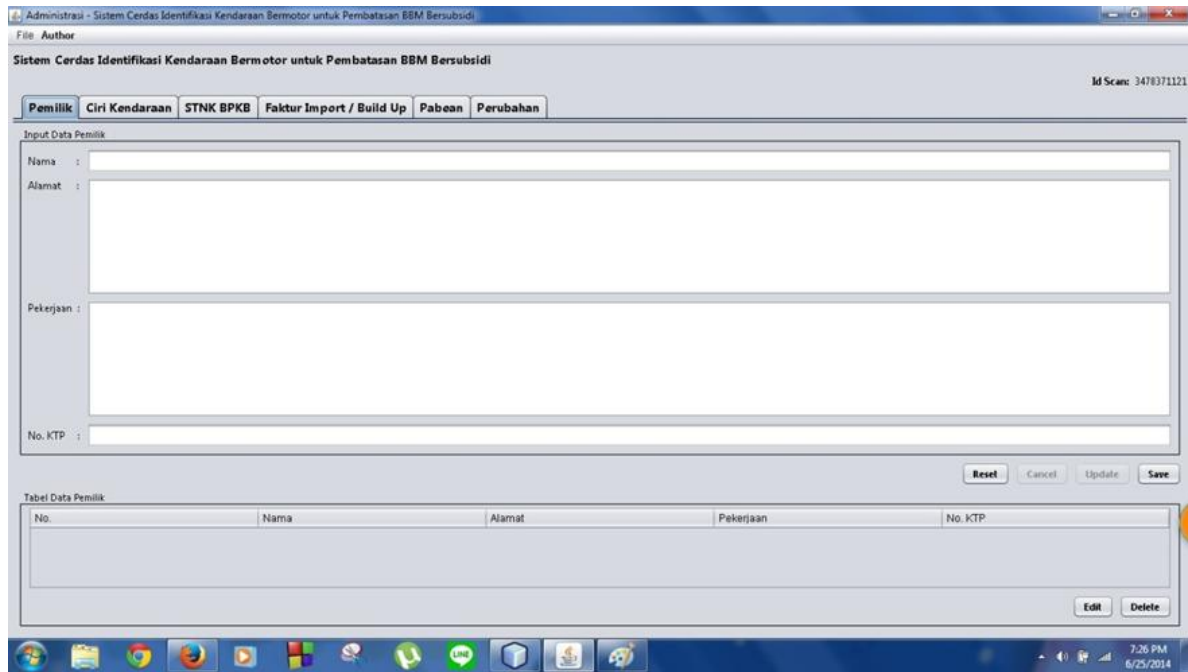 Administrasi - Sistem Cerdas Identifikasi Kendaraan Bermotor untuk Pembatasan BBM Bersubsidi
File Author
Sistem Cerdas Identifikasi Kendaraan Bermotor untuk Pembatasan BBM Bersubsidi
Id Scan: 3478371121
Pemilik Ciri Kendaraan STNK BPKB Faktur Import / Build Up Pabean Perubahan
Input Data Pemilik
Nama :
Alamat :
Pekerjaan :
No. KTP :
Reset Cancel Update Save
Tabel Data Pemilik
No. Nama Alamat Pekerjaan No. KTP
Edit Delete
LINE
7:26 PM
6/25/2014